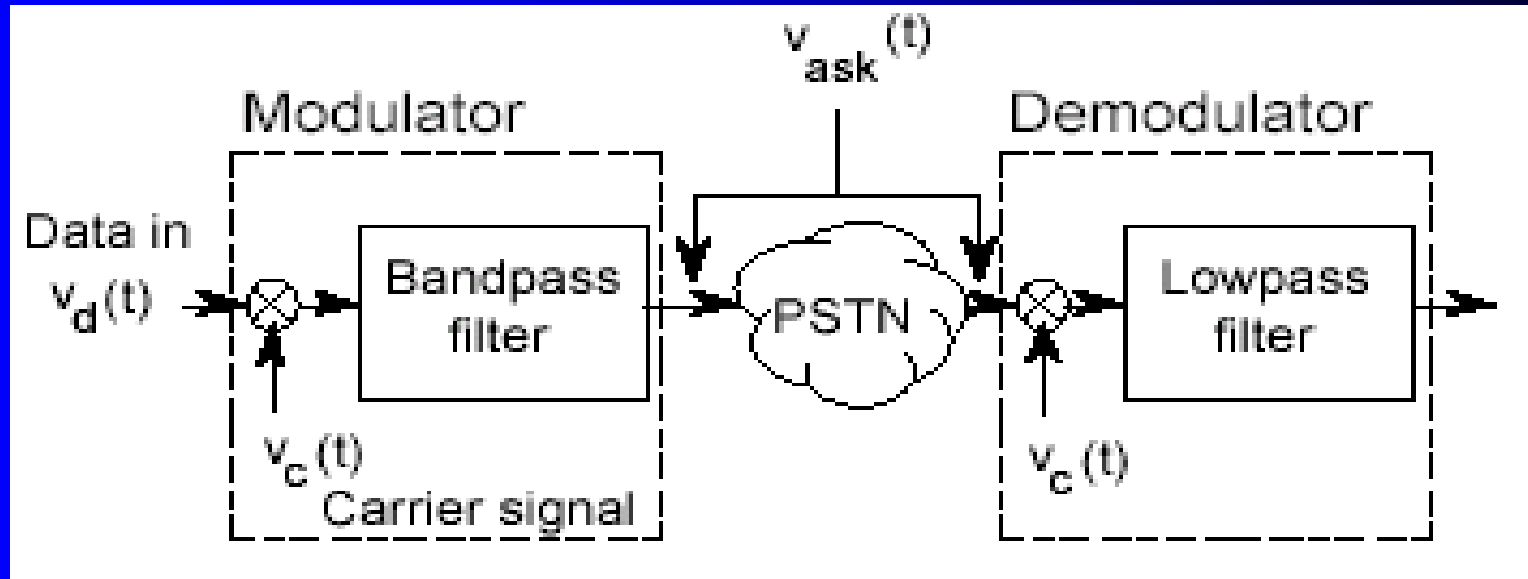 v_ask(t)
Modulator
Demodulator
Data in
v_d(t)
Bandpass
filter
PSTN
Lowpass
filter
v_c(t)
Carrier signal
v_c(t)